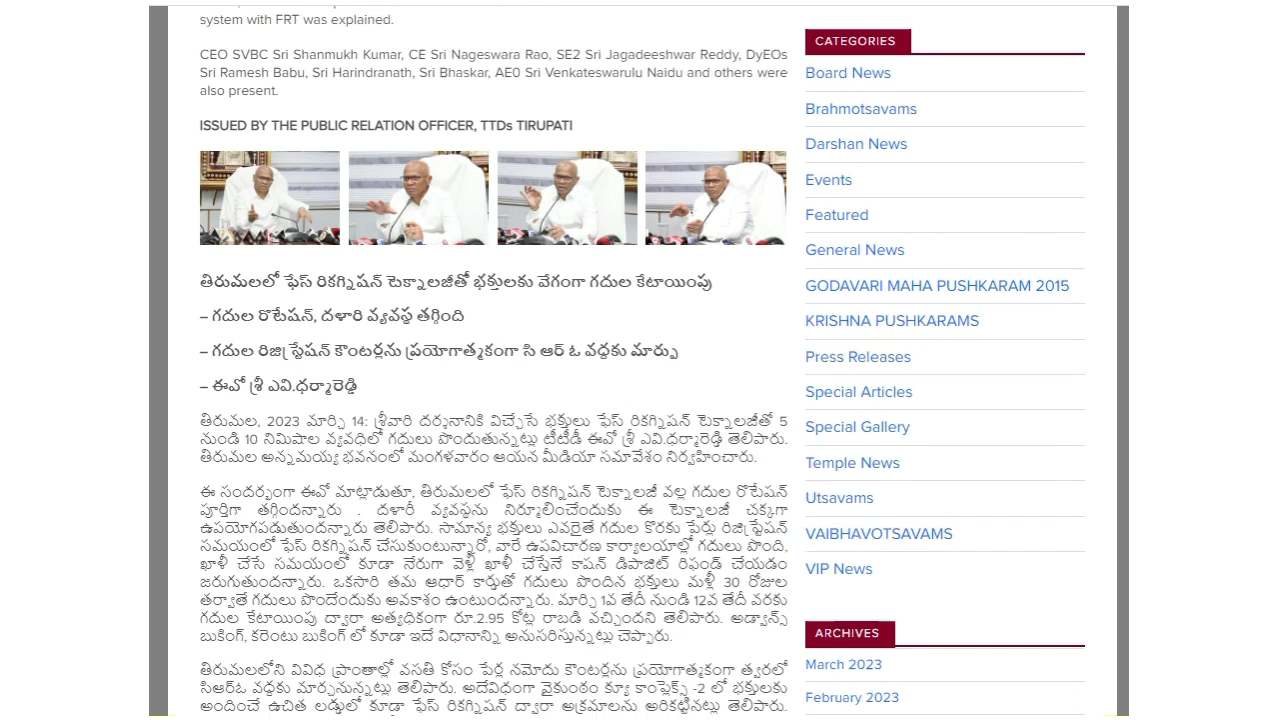 system with FRT was explained.
CEO SVBC Sri Shanmukh Kumar, CE Sri Nageswara Rao, SE2 Sri Jagadeeshwar Reddy, DyEOs
Sri Ramesh Babu, Sri Harindranath, Sri Bhaskar, AE0 Sri Venkateswarulu Naidu and others were
also present.
ISSUED BY THE PUBLIC RELATION OFFICER, TTDs TIRUPATI
తిరుమలలో ఫేస్ రికగ్నిషన్ టెక్నాలజీతో భక్తులకు వేగంగా గదుల కేటాయింపు
– గదుల రొటేషన్, దళారి వ్యవస్థ తగ్గింది
– గదుల రిజిస్ట్రేషన్ కౌంటర్లను ప్రయోగాత్మకంగా సి ఆర్ ఓ వద్దకు మార్పు
– ఈవో శ్రీ ఎవి.ధర్మారెడ్డి
తిరుమల, 2023 మార్చి 14: శ్రీవారి దర్శనానికి విచ్చేసే భక్తులు ఫేస్ రికగ్నిషన్ టెక్నాలజీతో 5
నుండి 10 నిమిషాల వ్యవధిలో గదులు పొందుతున్నట్లు టీటీడీ ఈవో శ్రీ ఎవి.ధర్మారెడ్డి తెలిపారు.
తిరుమల అన్నమయ్య భవనంలో మంగళవారం ఆయన మీడియా సమావేశం నిర్వహించారు.
ఈ సందర్భంగా ఈవో మాట్లాడుతూ, తిరుమలలో ఫేస్ రికగ్నిషన్ టెక్నాలజీ వల్ల గదుల రొటేషన్
పూర్తిగా తగ్గిందన్నారు . దళారీ వ్యవస్థను నిర్మూలించేందుకు ఈ టెక్నాలజీ చక్కగా
ఉపయోగపడుతుందన్నారు తెలిపారు. సామాన్య భక్తులు ఎవరైతే గదుల కొరకు పేర్లు రిజిస్ట్రేషన్
సమయంలో ఫేస్ రికగ్నిషన్ చేసుకుంటున్నారో, వారే ఉపవిచారణ కార్యాలయాల్లో గదులు పొంది,
ఖాళీ చేసే సమయంలో కూడా నేరుగా వెళ్లి ఖాళీ చేస్తేనే కాషన్ డిపాజిట్ రిఫండ్ చేయడం
జరుగుతుందన్నారు. ఒకసారి తమ ఆధార్ కార్డుతో గదులు పొందిన భక్తులు మళ్లీ 30 రోజుల
తర్వాతే గదులు పొందేందుకు అవకాశం ఉంటుందన్నారు. మార్చి 1వ తేదీ నుండి 12వ తేదీ వరకు
గదుల కేటాయింపు ద్వారా అత్యధికంగా రూ.2.95 కోట్ల రాబడి వచ్చిందని తెలిపారు. అడ్వాన్స్
బుకింగ్, కరెంటు బుకింగ్ లో కూడా ఇదే విధానాన్ని అనుసరిస్తున్నట్లు చెప్పారు.
తిరుమలలోని వివిధ ప్రాంతాల్లో వసతి కోసం పేర్ల నమోదు కౌంటర్లను ప్రయోగాత్మకంగా త్వరలో
సిఆర్ఓ వద్దకు మార్చనున్నట్లు తెలిపారు. అదేవిధంగా వైకుంఠం క్యూ కాంప్లెక్స్ -2 లో భక్తులకు
అందించే ఉచిత లడ్డులో కూడా ఫేస్ రికగ్నిషన్ ద్వారా అక్రమాలను అరికట్టినట్లు తెలిపారు.
CATEGORIES
Board News
Brahmotsavams
Darshan News
Events
Featured
General News
GODAVARI MAHA PUSHKARAM 2015
KRISHNA PUSHKARAMS
Press Releases
Special Articles
Special Gallery
Temple News
Utsavams
VAIBHAVOTSAVAMS
VIP News
ARCHIVES
March 2023
February 2023